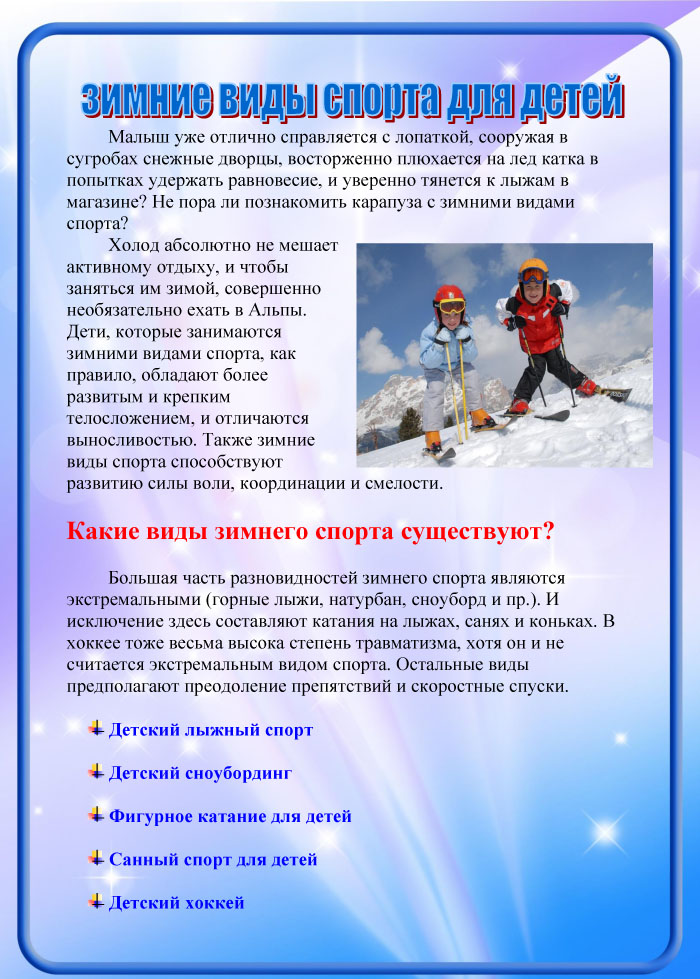 зимние виды спорта для детей
Малыш уже отлично справляется с лопаткой, сооружая в
сугробах снежные дворцы, восторженно плюхается на лед катка в
попытках удержать равновесие, и уверенно тянется к лыжам в
магазине? Не пора ли познакомить карапуза с зимними видами
спорта?
Холод абсолютно не мешает
активному отдыху, и чтобы
заняться им зимой, совершенно
необязательно ехать в Альпы.
Дети, которые занимаются
зимними видами спорта, как
правило, обладают более
развитым и крепким
телосложением, и отличаются
выносливостью. Также зимние
виды спорта способствуют
развитию силы воли, координации и смелости.
Какие виды зимнего спорта существуют?
Большая часть разновидностей зимнего спорта являются
экстремальными (горные лыжи, натурбан, сноуборд и пр.). И
исключение здесь составляют катания на лыжах, санях и коньках. В
хоккее тоже весьма высока степень травматизма, хотя он и не
считается экстремальным видом спорта. Остальные виды
предполагают преодоление препятствий и скоростные спуски.
Детский лыжный спорт
Детский сноубординг
Фигурное катание для детей
Санный спорт для детей
Детский хоккей